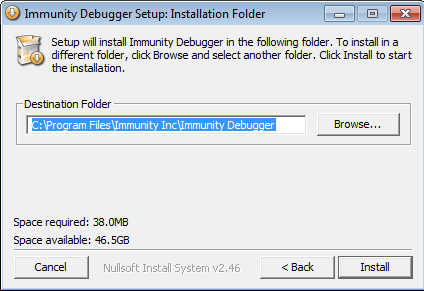 Immunity Debugger Setup: Installation Folder
Setup will install Immunity Debugger in the following folder. To install in a
different folder, click Browse and select another folder. Click Install to start
the installation.
Destination Folder
C:\Program Files\Immunity Inc\Immunity Debugger
Browse...
Space required: 38.0MB
Space available: 46.5GB
Cancel
Nullsoft Install System v2.46
< Back
Install